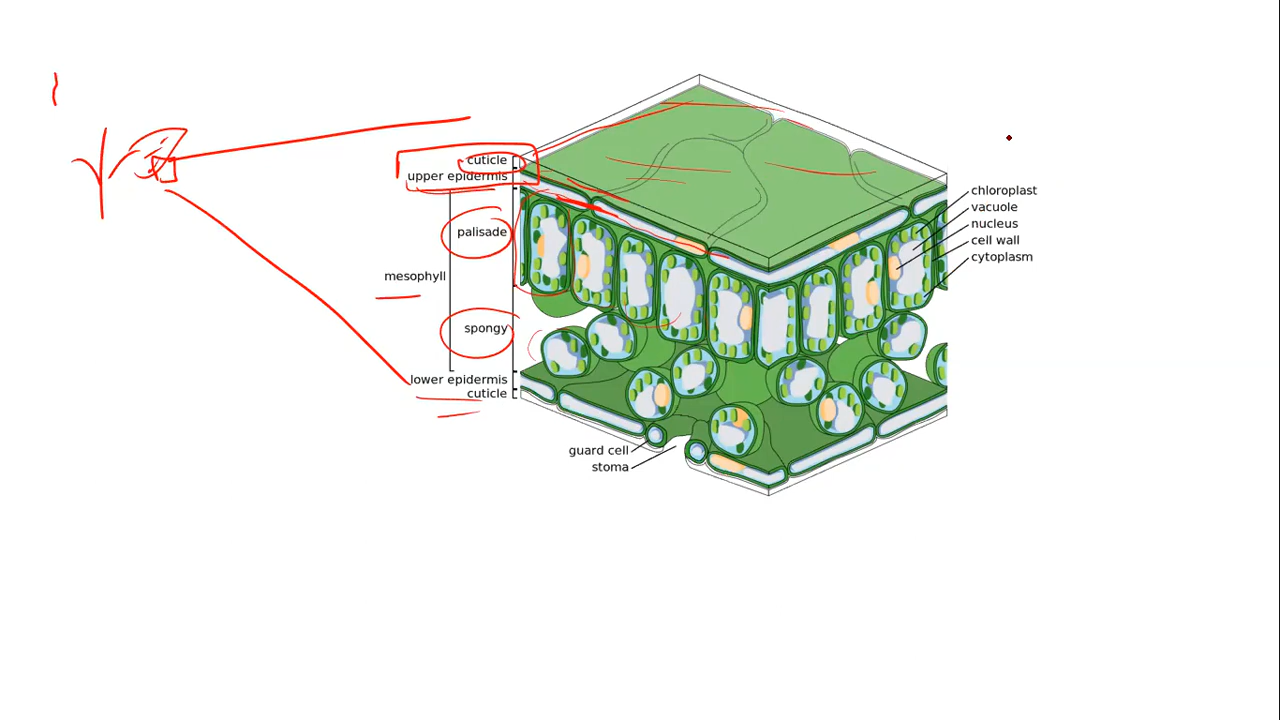 cuticle
upper epidermis
palisade
mesophyll
spongy
lower epidermis
cuticle
guard cell
stoma
chloroplast
vacuole
nucleus
cell wall
cytoplasm